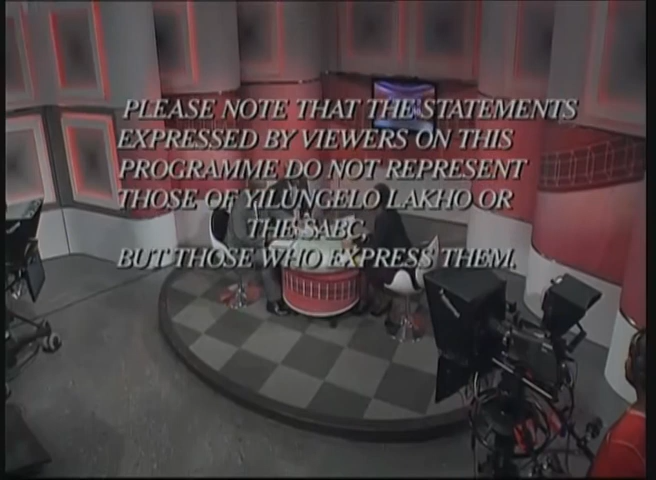 PLEASE NOTE THAT THE STATEMENTS
EXPRESSED BY VIEWERS ON THIS
PROGRAMME DO NOT REPRESENT
THOSE OF YILUNGELO LAKHO OR
THE SABC,
BUT THOSE WHO EXPRESS THEM.